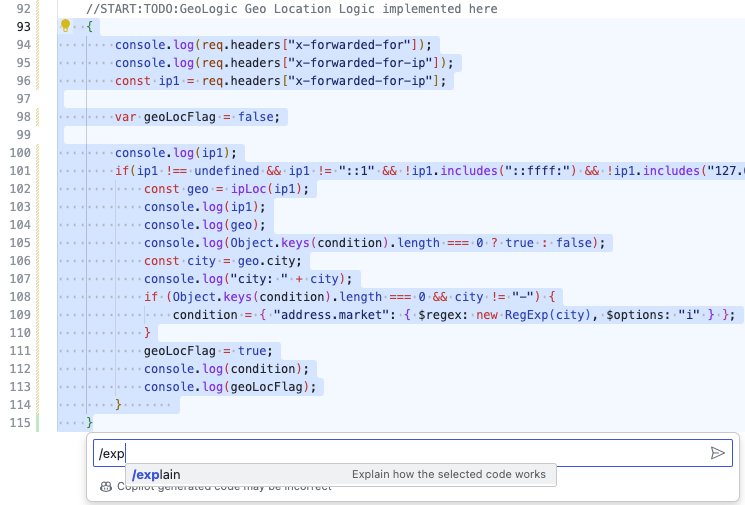 92 //START:TODO:GeoLogic Geo Location Logic implemented here
93 {
94 console.log(req.headers["x-forwarded-for"]);
95 console.log(req.headers["x-forwarded-for-ip"]);
96 const ip1 = req.headers["x-forwarded-for-ip"];
97
98 var geoLocFlag = false;
99
100 console.log(ip1);
101 if(ip1 !== undefined && ip1 != "::1" && !ip1.includes("::ffff:") && !ip1.includes("127.
102 const geo = ipLoc(ip1);
103 console.log(ip1);
104 console.log(geo);
105 console.log(Object.keys(condition).length === 0 ? true : false);
106 const city = geo.city;
107 console.log("city: " + city);
108 if (Object.keys(condition).length === 0 && city != "-") {
109 condition = { "address.market": { $regex: new RegExp(city), $options: "i" } };
110 }
111 geoLocFlag = true;
112 console.log(condition);
113 console.log(geoLocFlag);
114 }
115 }
/exp
/explain Explain how the selected code works
Copilot generated code may be incorrect